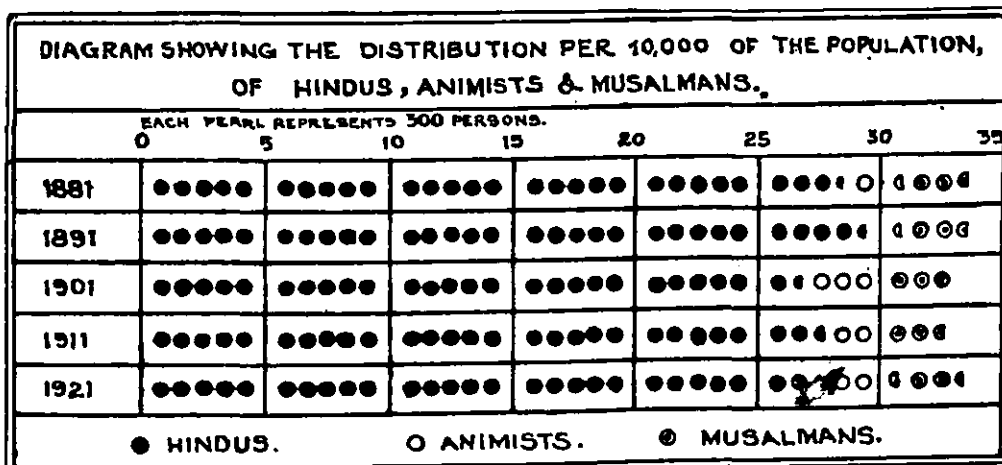 DIAGRAM SHOWING THE DISTRIBUTION PER 10,000 OF THE POPULATION,
OF HINDUS, ANIMISTS & MUSALMANS.
EACH PEARL REPRESENTS 300 PERSONS.
0 5 10 15 20 25 30 35
1881
1891
1901
1911
1921
HINDUS. ANIMISTS. MUSALMANS.